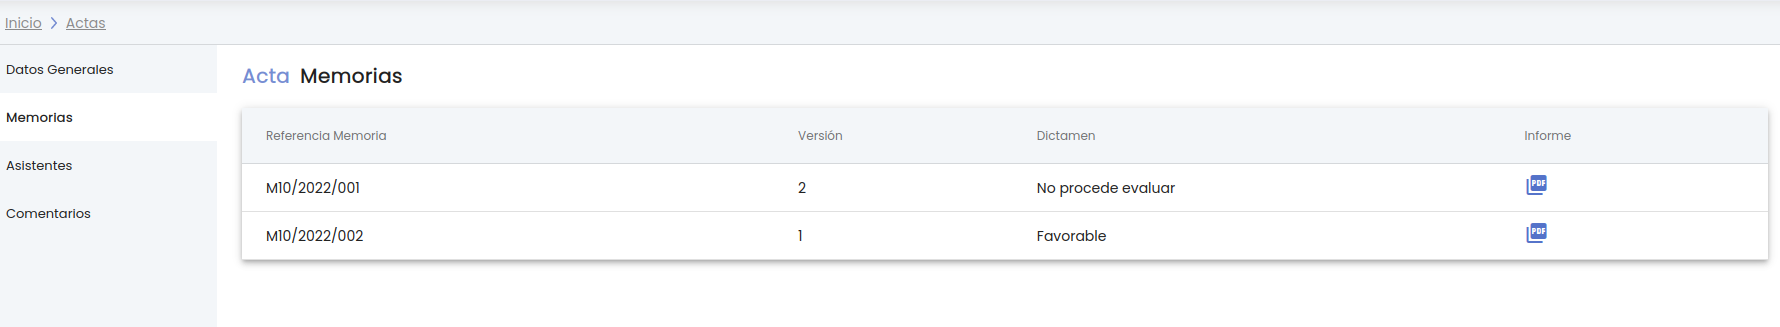 Inicio Actas
Datos Generales
Memorias
Asistentes
Comentarios
Acta Memorias
Referencia Memoria Versión Dictamen Informe
M10/2022/001 2 No procede evaluar PDF
M10/2022/002 1 Favorable PDF